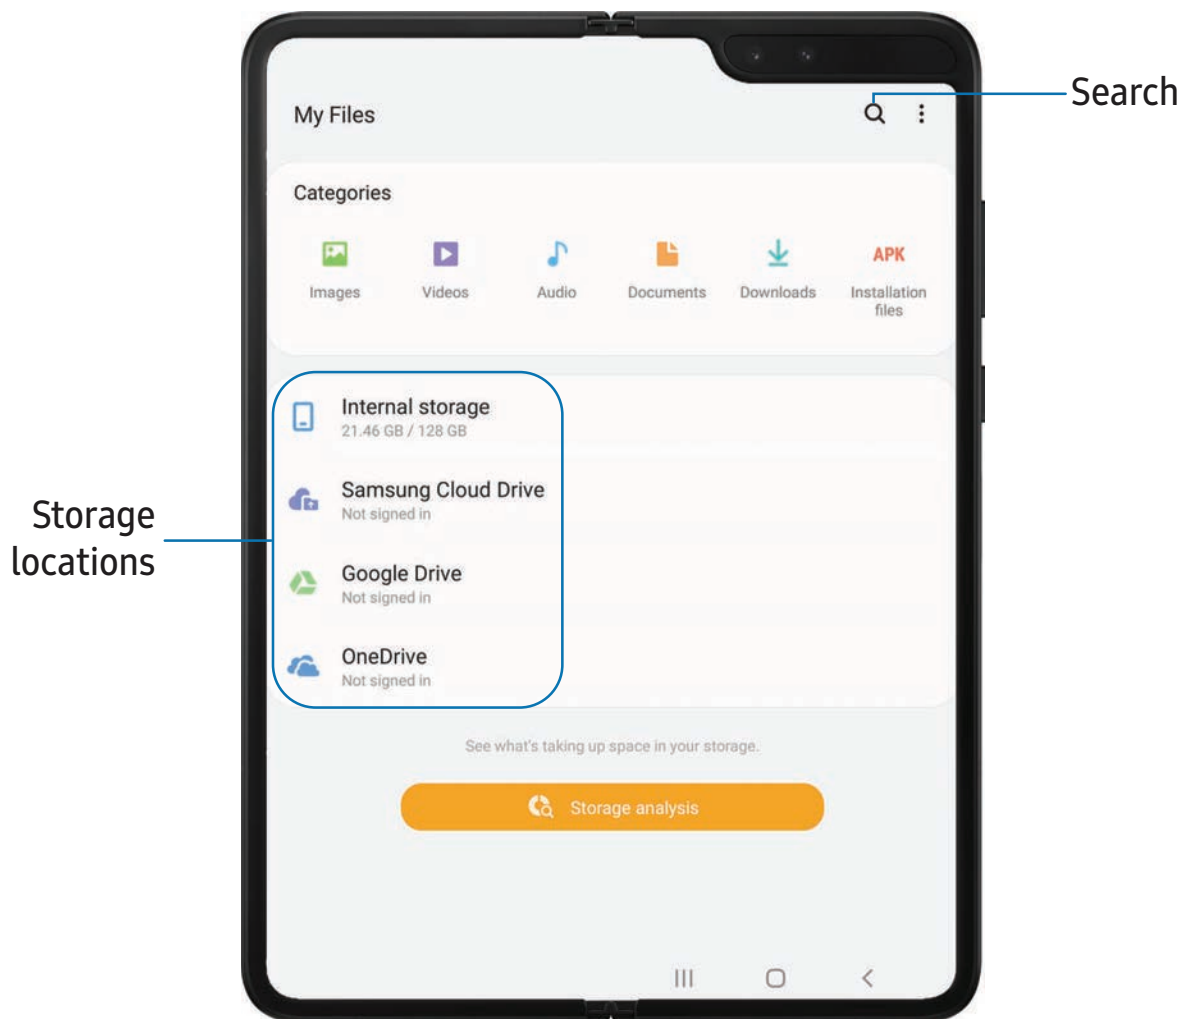 Search
My Files
Categories
Images Videos Audio Documents Downloads APK Installation
files
Internal storage
21.46 GB / 128 GB
Samsung Cloud Drive
Not signed in
Storage
locations
Google Drive
Not signed in
OneDrive
Not signed in
See what's taking up space in your storage.
Storage analysis